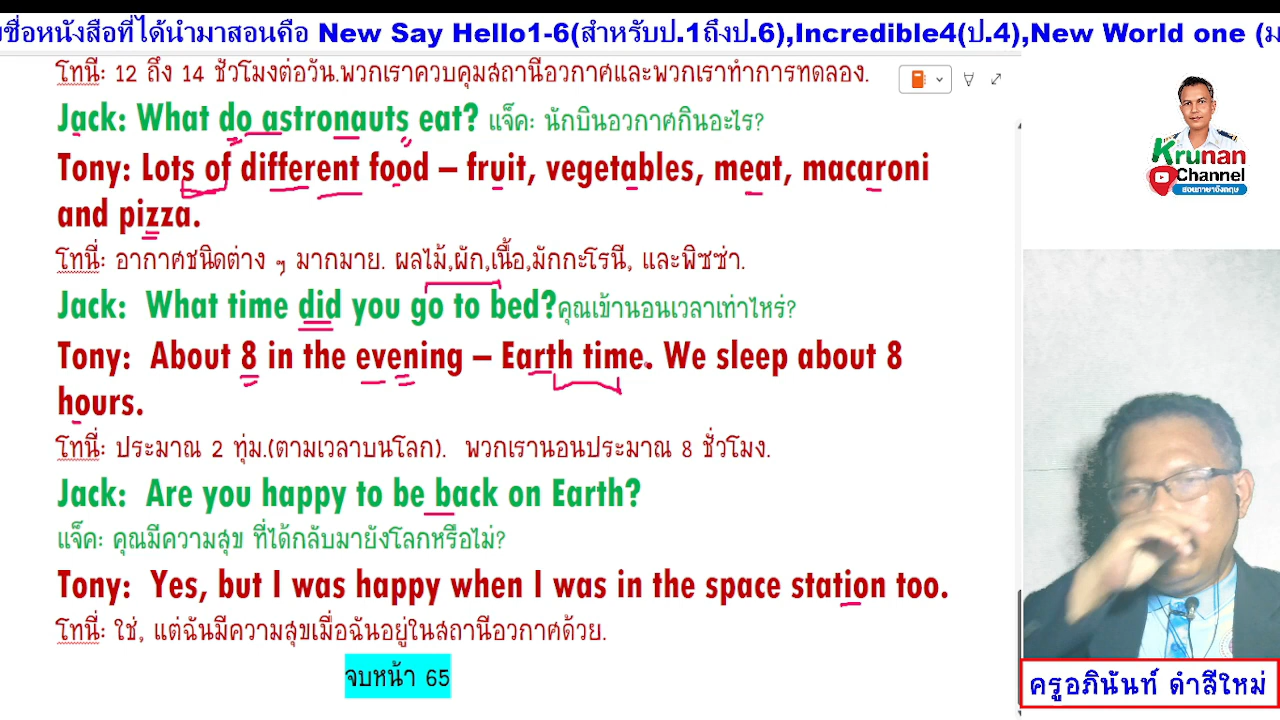 ชื่อหนังสือที่ได้นำมาสอนคือ New Say Hello1-6(สำหรับป.1ถึงป.6),Incredible4(ป.4),New World one (ม
โทนี่: 12 ถึง 14 ชั่วโมงต่อวัน.พวกเราควบคุมสถานีอวกาศและพวกเราทำการทดลอง.
Jack: What do astronauts eat? แจ็ค: นักบินอวกาศกินอะไร?
Tony: Lots of different food – fruit, vegetables, meat, macaroni
and pizza.
โทนี่: อากาศชนิดต่าง ๆ มากมาย. ผลไม้,ผัก,เนื้อ,มักกะโรนี, และพิซซ่า.
Jack: What time did you go to bed?คุณเข้านอนเวลาเท่าไหร่?
Tony: About 8 in the evening – Earth time. We sleep about 8
hours.
โทนี่: ประมาณ 2 ทุ่ม.(ตามเวลาบนโลก). พวกเรานอนประมาณ 8 ชั่วโมง.
Jack: Are you happy to be back on Earth?
แจ็ค: คุณมีความสุข ที่ได้กลับมายังโลกหรือไม่?
Tony: Yes, but I was happy when I was in the space station too.
โทนี่: ใช่, แต่ฉันมีความสุขเมื่อฉันอยู่ในสถานีอวกาศด้วย.
จบหน้า 65
Krunan
Channel
สอนภาษาอังกฤษ
ครูอภินันท์ ดำสีใหม่